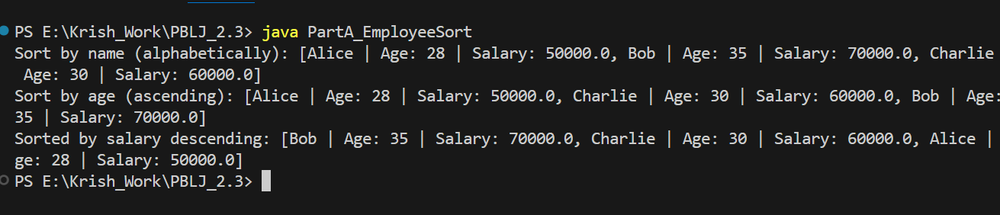 PS E:\Krish_Work\PBLJ_2.3> java PartA_EmployeeSort
Sort by name (alphabetically): [Alice | Age: 28 | Salary: 50000.0, Bob | Age: 35 | Salary: 70000.0, Charlie
Age: 30 | Salary: 60000.0]
Sort by age (ascending): [Alice | Age: 28 | Salary: 50000.0, Charlie | Age: 30 | Salary: 60000.0, Bob | Age:
35 | Salary: 70000.0]
Sorted by salary descending: [Bob | Age: 35 | Salary: 70000.0, Charlie | Age: 30 | Salary: 60000.0, Alice |
ge: 28 | Salary: 50000.0]
PS E:\Krish_Work\PBLJ_2.3>